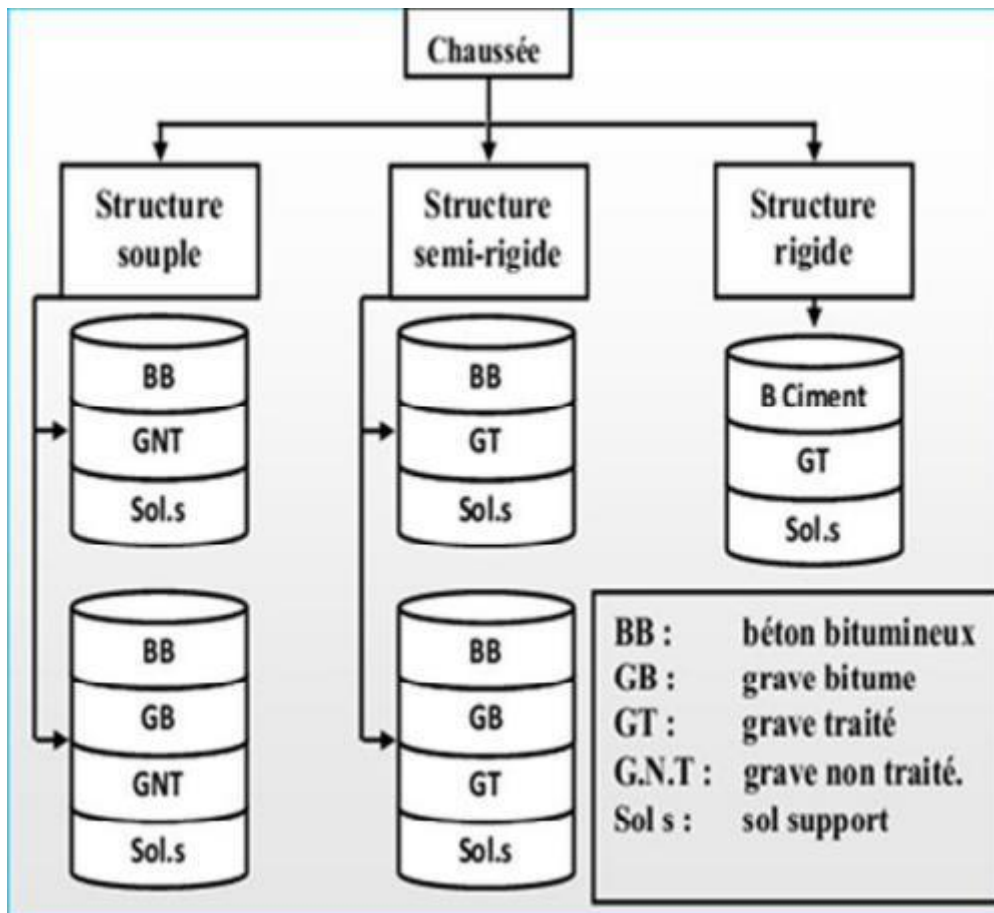 Chaussée
Structure
souple
Structure
semi-rigide
Structure
rigide
BB
GNT
Sol.s
BB
GB
GNT
Sol.s
BB
GT
Sol.s
BB
GB
GT
Sol.s
B Ciment
GT
Sol.s
BB : béton bitumineux
GB : grave bitume
GT : grave traité
G.N.T : grave non traité.
Sol s : sol support